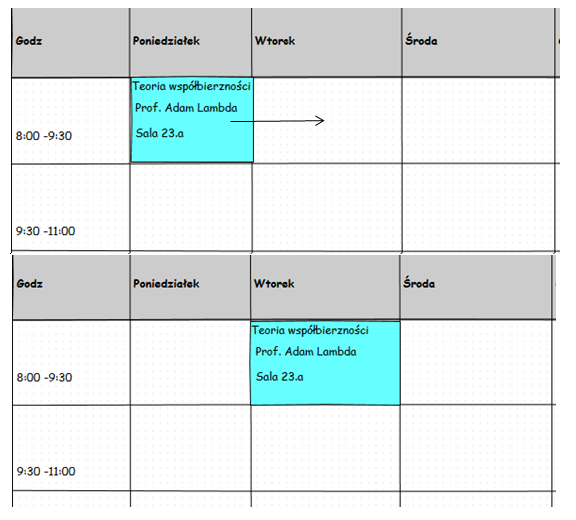 Godz Poniedziałek Wtorek Środa
Teoria współbierzności
Prof. Adam Lambda
8:00 -9:30 Sala 23.a
9:30 -11:00
Godz Poniedziałek Wtorek Środa
Teoria współbierzności
Prof. Adam Lambda
8:00 -9:30 Sala 23.a
9:30 -11:00